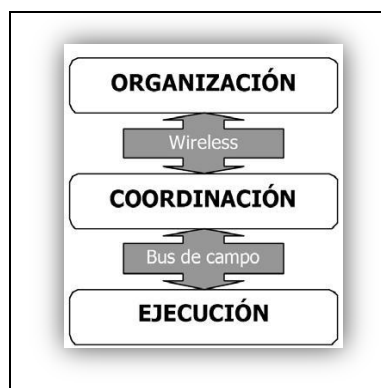 ORGANIZACIÓN
Wireless
COORDINACIÓN
Bus de campo
EJECUCIÓN